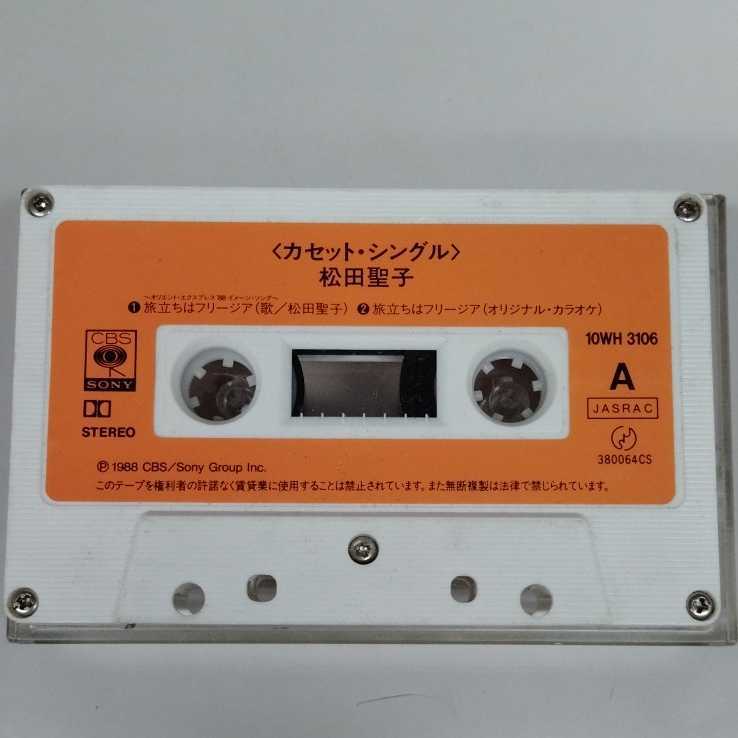 〈カセット・シングル〉
松田聖子
〜オリエント・エクスプレス'88・イメージ・ソング〜
❶旅立ちはフリージア(歌／松田聖子) ❷旅立ちはフリージア(オリジナル・カラオケ)
CBS
SONY
10WH 3106
A
JASRAC
STEREO
380064CS
Ⓟ1988 CBS/Sony Group Inc.
このテープを権利者の許諾なく賃貸業に使用することは禁止されています。また無断複製は法律で禁じられています。